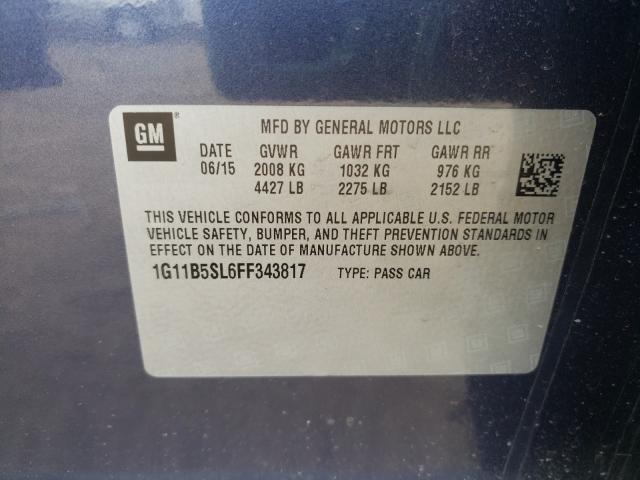 GM ®
MFD BY GENERAL MOTORS LLC
DATE GVWR GAWR FRT GAWR RR
06/15 2008 KG 1032 KG 976 KG
4427 LB 2275 LB 2152 LB
THIS VEHICLE CONFORMS TO ALL APPLICABLE U.S. FEDERAL MOTOR
VEHICLE SAFETY, BUMPER, AND THEFT PREVENTION STANDARDS IN
EFFECT ON THE DATE OF MANUFACTURE SHOWN ABOVE.
1G11B5SL6FF343817 TYPE: PASS CAR